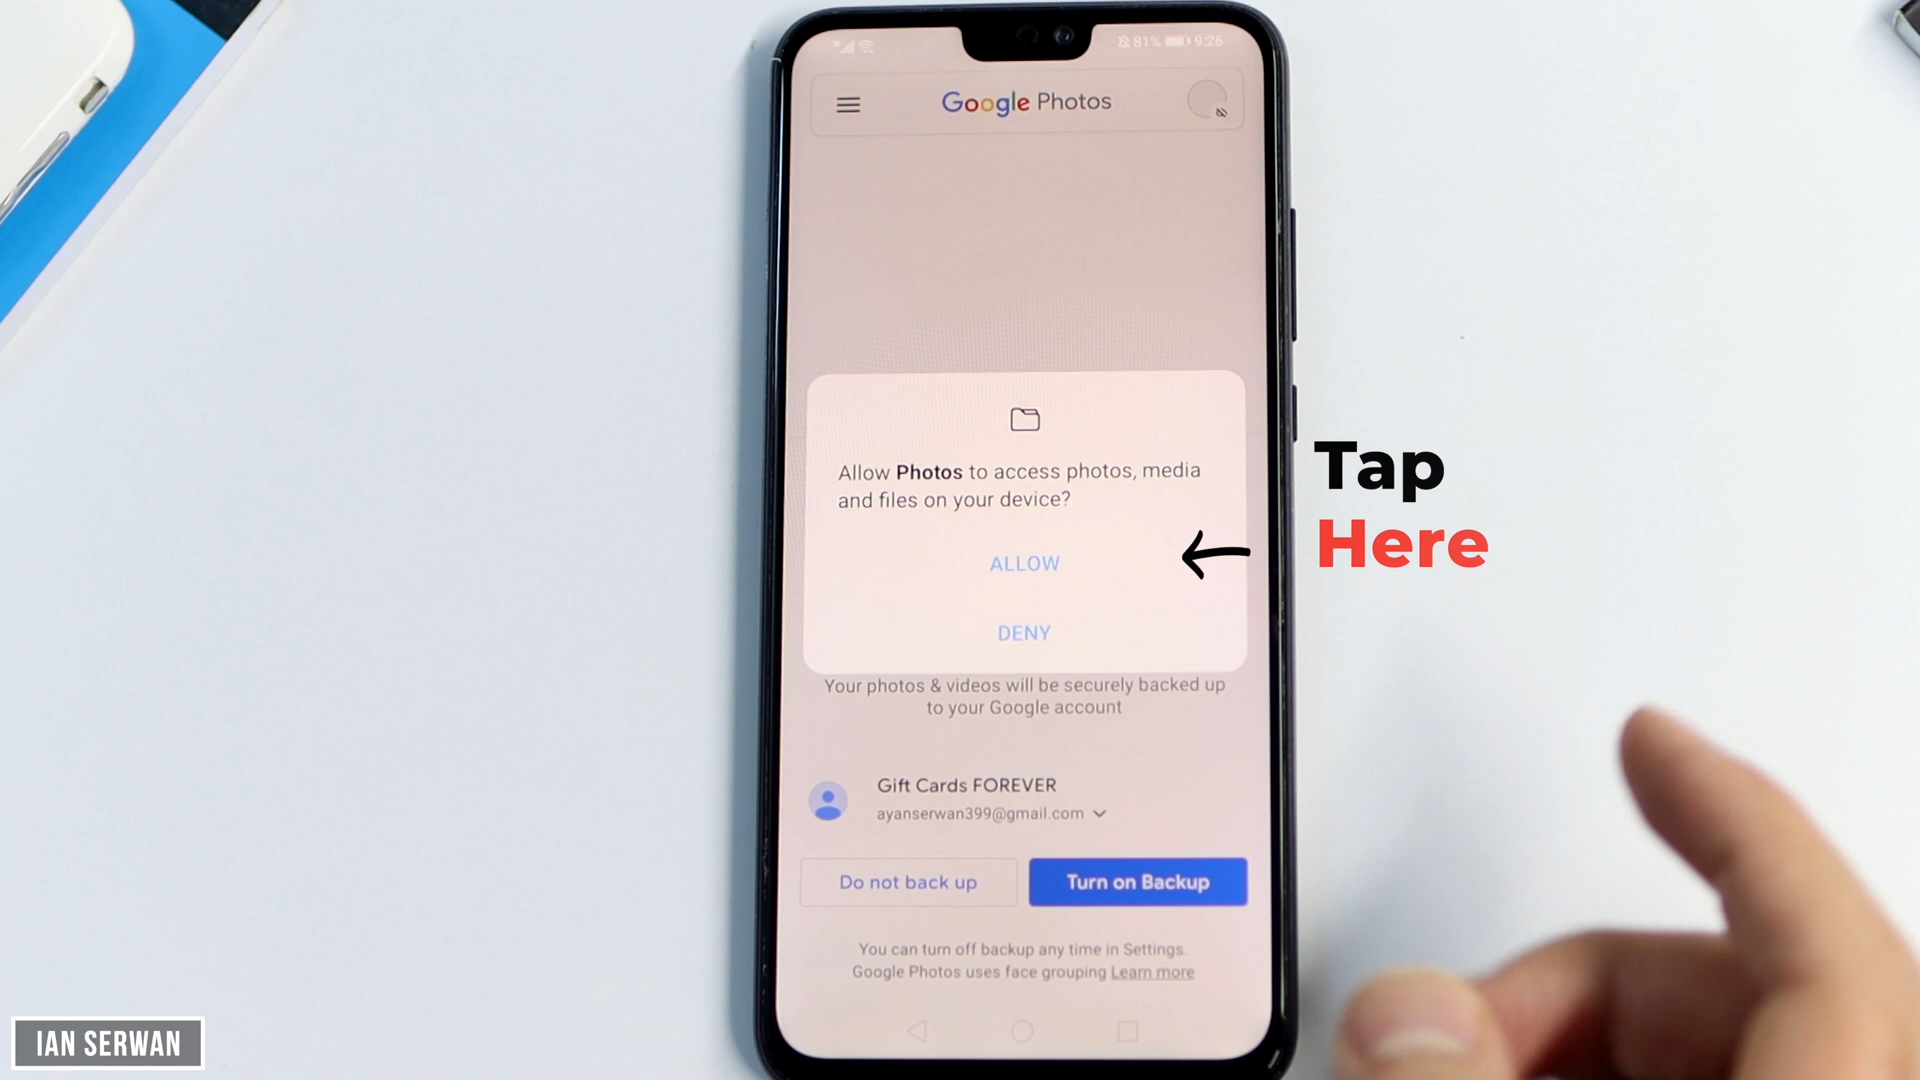 81% 9:26
Google Photos
Allow Photos to access photos, media
and files on your device?
ALLOW
DENY
Tap
Here
Your photos & videos will be securely backed up
to your Google account
Gift Cards FOREVER
ayanserwan399@gmail.com
Do not back up
Turn on Backup
You can turn off backup any time in Settings.
Google Photos uses face grouping Learn more
IAN SERWAN